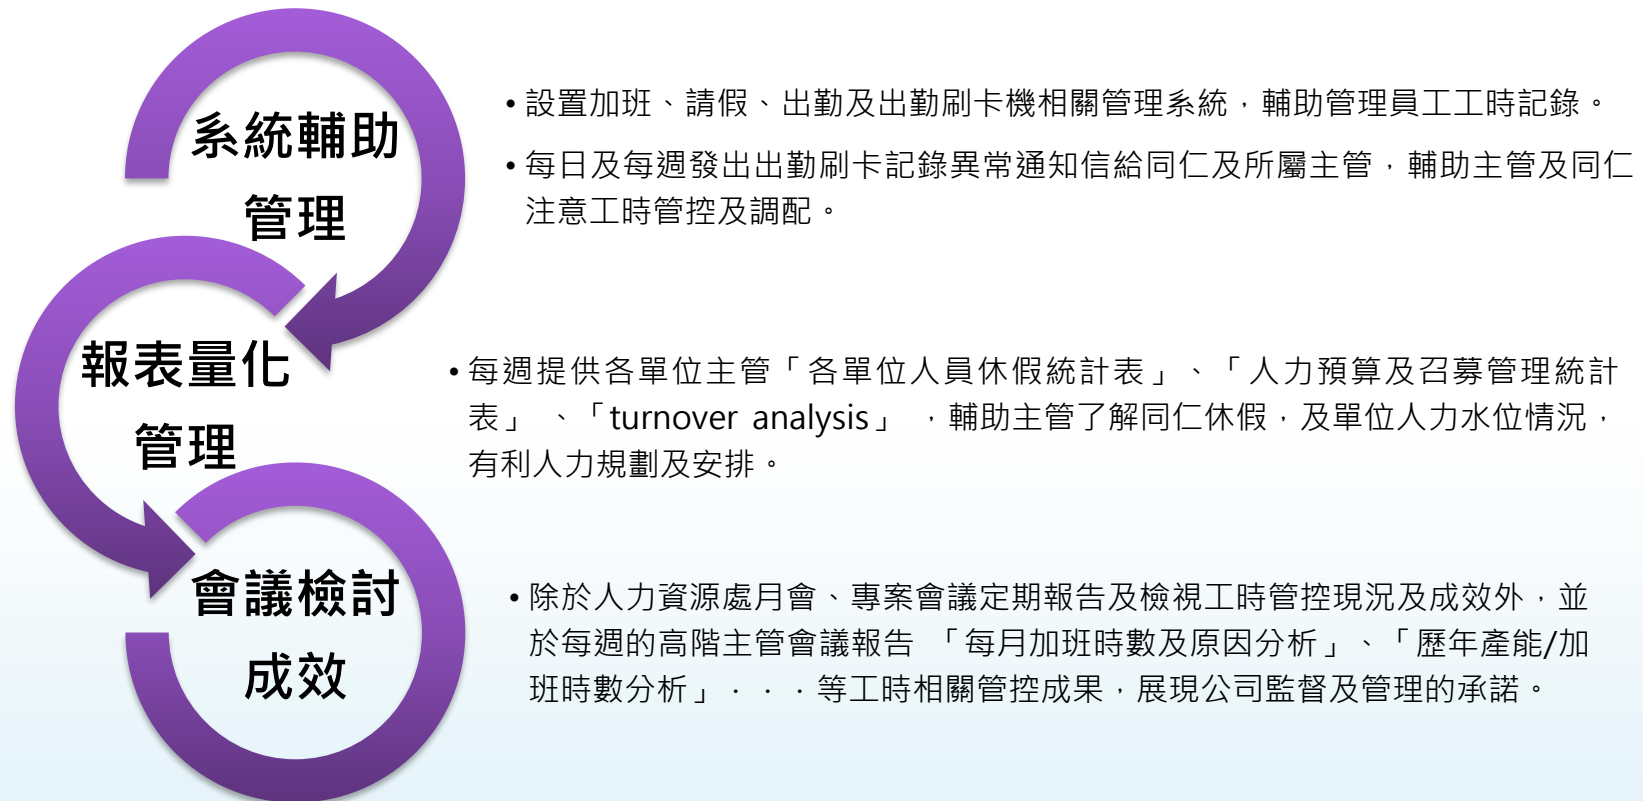 系統輔助
管理
• 設置加班、請假、出勤及出勤刷卡機相關管理系統，輔助管理員工工時記錄。
• 每日及每週發出出勤刷卡記錄異常通知信給同仁及所屬主管，輔助主管及同仁
注意工時管控及調配。
報表量化
管理
• 每週提供各單位主管「各單位人員休假統計表」、「人力預算及召募管理統計
表」 、「turnover analysis」 ，輔助主管了解同仁休假，及單位人力水位情況，
有利人力規劃及安排。
會議檢討
成效
• 除於人力資源處月會、專案會議定期報告及檢視工時管控現況及成效外，並
於每週的高階主管會議報告 「每月加班時數及原因分析」、「歷年產能/加
班時數分析」．．．等工時相關管控成果，展現公司監督及管理的承諾。